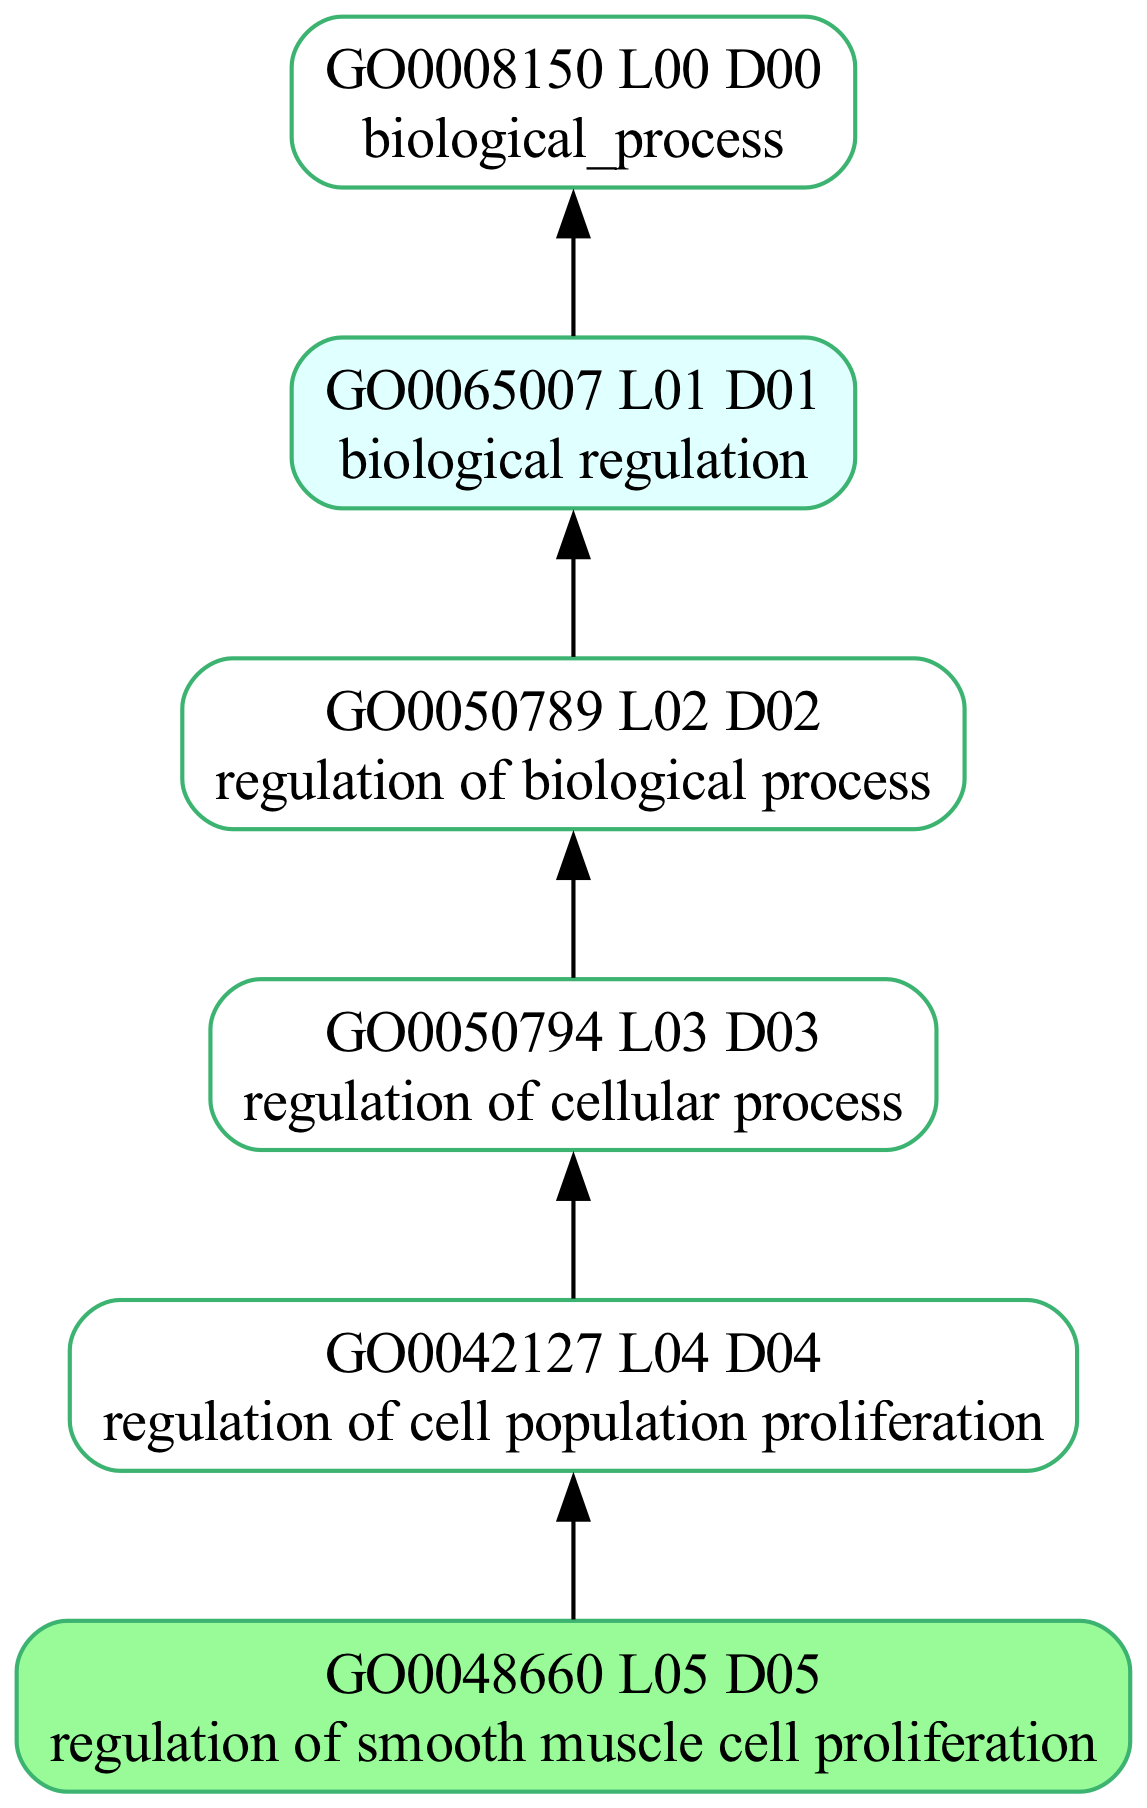 GO0008150 L00 D00
biological_process
GO0065007 L01 D01
biological regulation
GO0050789 L02 D02
regulation of biological process
GO0050794 L03 D03
regulation of cellular process
GO0042127 L04 D04
regulation of cell population proliferation
GO0048660 L05 D05
regulation of smooth muscle cell proliferation